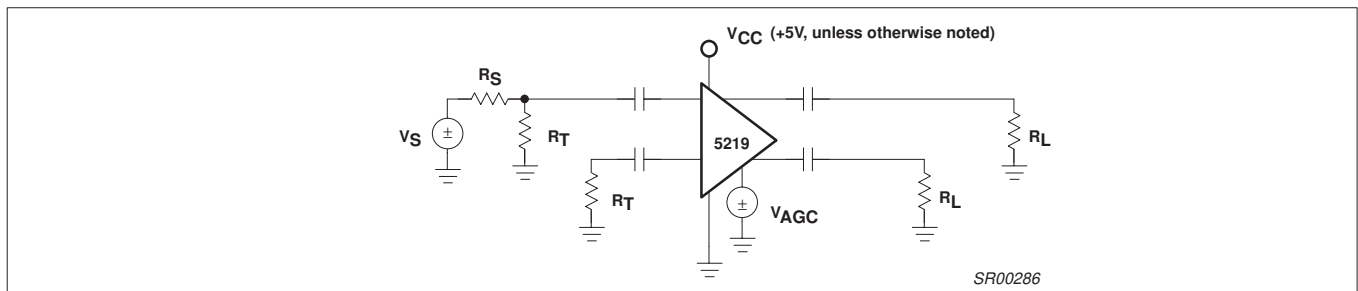 VCC (+5V, unless otherwise noted)
RS
VS
±
RT
5219
RL
RT
±
VAGC
RL
SR00286